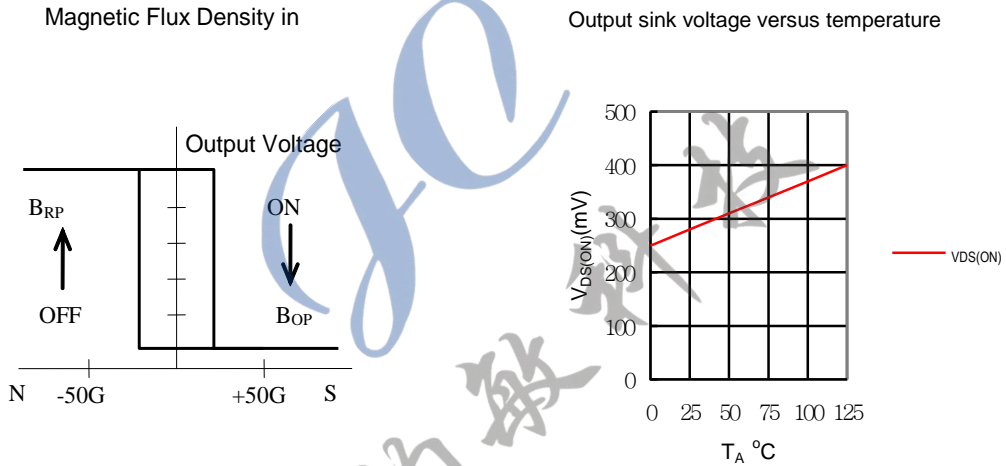 Magnetic Flux Density in
Output Voltage
BRP
ON
OFF
BOP
N -50G +50G S
Output sink voltage versus temperature
VDS(ON)(mV)
500
400
300
200
100
0
0 25 50 75 100 125
TA °C
VDS(ON)